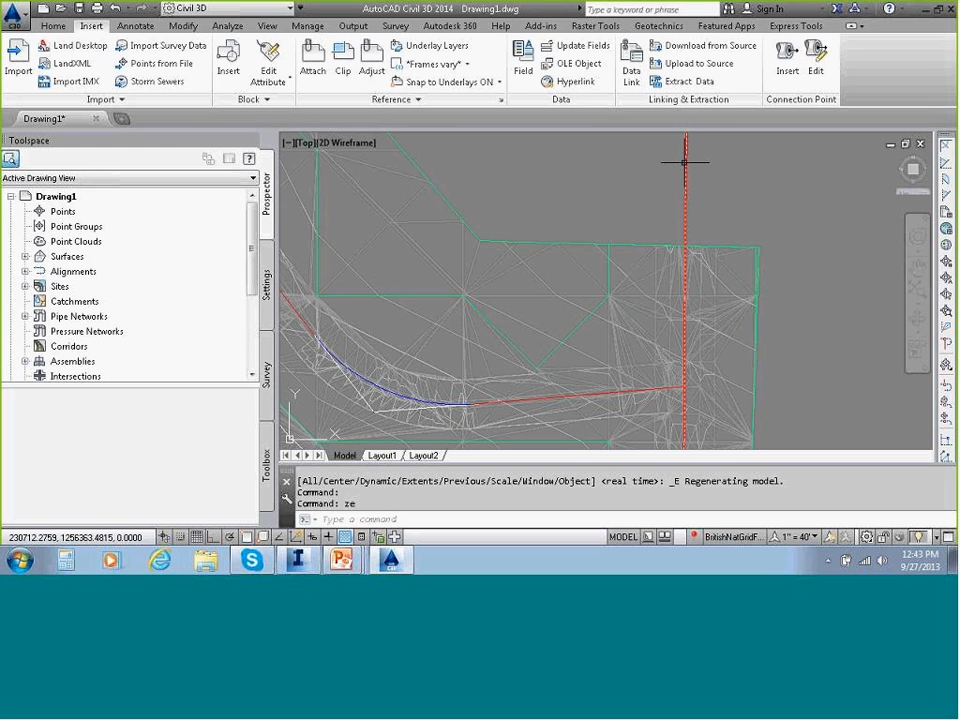 Civil 3D AutoCAD Civil 3D 2014 Drawing1.dwg Type a keyword or phrase Sign In
Home Insert Annotate Modify Analyze View Manage Output Survey Autodesk 360 Help Add-ins Raster Tools Geotechnics Featured Apps Express Tools
Land Desktop Import Survey Data Underlay Layers Update Fields Download from Source
LandXML Points from File *Frames vary* OLE Object Upload to Source
Import Import IMX Storm Sewers Insert Edit Attribute Attach Clip Adjust Snap to Underlays ON Field Hyperlink Data Link Extract Data Insert Edit
Import Block Reference Data Linking & Extraction Connection Point
Drawing1*
Toolspace
[−][Top][2D Wireframe]
Active Drawing View
Drawing1
Points
Point Groups
Point Clouds
Surfaces
Alignments
Sites
Catchments
Pipe Networks
Pressure Networks
Corridors
Assemblies
Intersections
Prospector
Settings
Survey
Toolbox
Y
X
Model Layout1 Layout2
[All/Center/Dynamic/Extents/Previous/Scale/Window/Object] <real time>: _E Regenerating model.
Command:
Command: ze
Type a command
230712.2759, 1256363.4815, 0.0000 MODEL BritishNatGridF... 1" = 40'
12:43 PM
9/27/2013